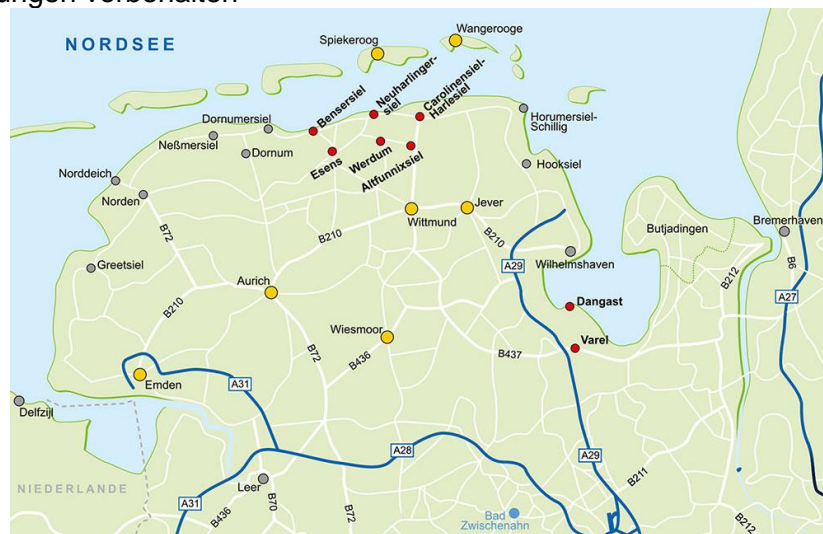 ungen vorbehalten
NORDSEE
Spiekeroog
Wangerooge
Bensersiel
Neuharlinger-
siel
Carolinensiel-
Harlesiel
Dornumersiel
Neßmersiel
Dornum
Esens
Werdum
Altfunnixsiel
Horumersiel-
Schillig
Hooksiel
Norddeich
Norden
B72
B210
Wittmund
Jever
B210
Butjadingen
Bremerhaven
Greetsiel
A29
Wilhelmshaven
B212
B6
A27
Aurich
B210
Dangast
Wiesmoor
B72
B436
B437
Varel
Emden
A31
Delfzijl
A28
A29
B211
NIEDERLANDE
Leer
A31
B436
B70
B72
Bad
Zwischenahn
B212